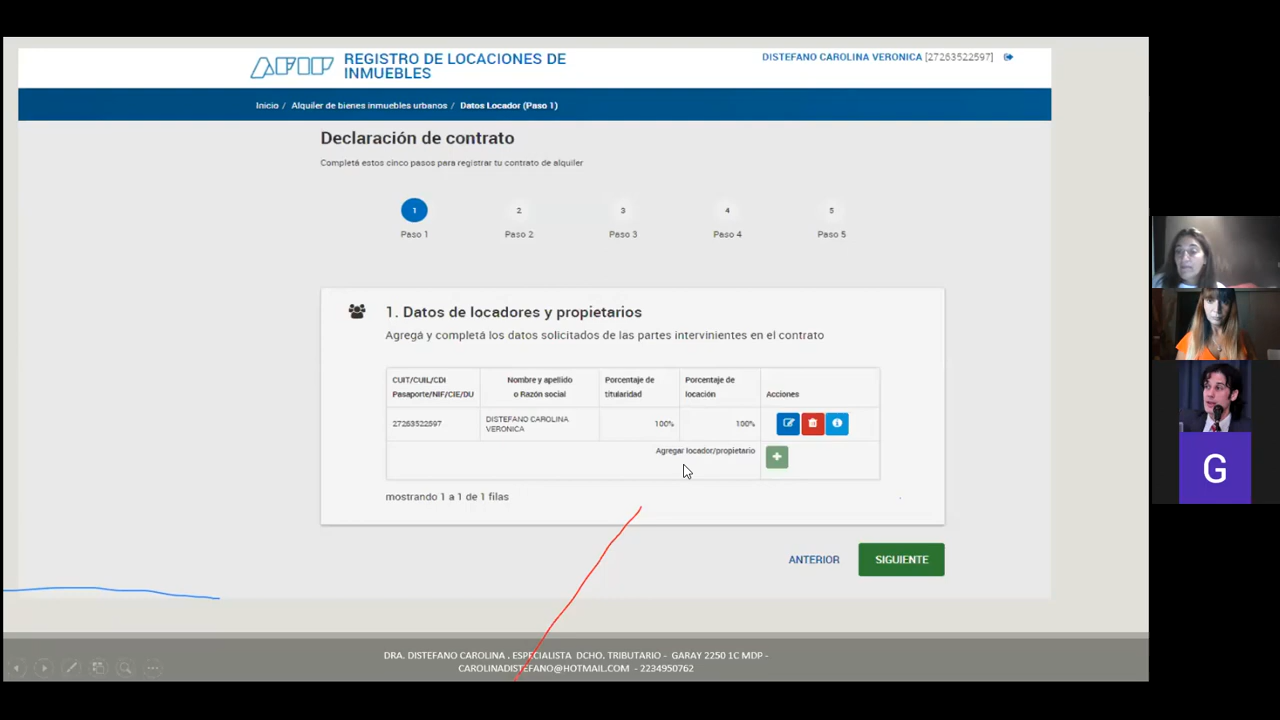 AFIP
REGISTRO DE LOCACIONES DE
INMUEBLES
DISTEFANO CAROLINA VERONICA [27263522597]
Inicio / Alquiler de bienes inmuebles urbanos / Datos Locador (Paso 1)
Declaración de contrato
Completá estos cinco pasos para registrar tu contrato de alquiler
1 2 3 4 5
Paso 1 Paso 2 Paso 3 Paso 4 Paso 5
1. Datos de locadores y propietarios
Agregá y completá los datos solicitados de las partes intervinientes en el contrato
CUIT/CUIL/CDI
Pasaporte/NIF/CIE/DU
Nombre y apellido
o Razón social
Porcentaje de
titularidad
Porcentaje de
locación
Acciones
27263522597
DISTEFANO CAROLINA
VERONICA
100%
100%
Agregar locador/propietario
mostrando 1 a 1 de 1 filas
ANTERIOR
SIGUIENTE
DRA. DISTEFANO CAROLINA , ESPECIALISTA DCHO. TRIBUTARIO - GARAY 2250 1C MDP -
CAROLINADISTEFANO@HOTMAIL.COM - 2234950762
G